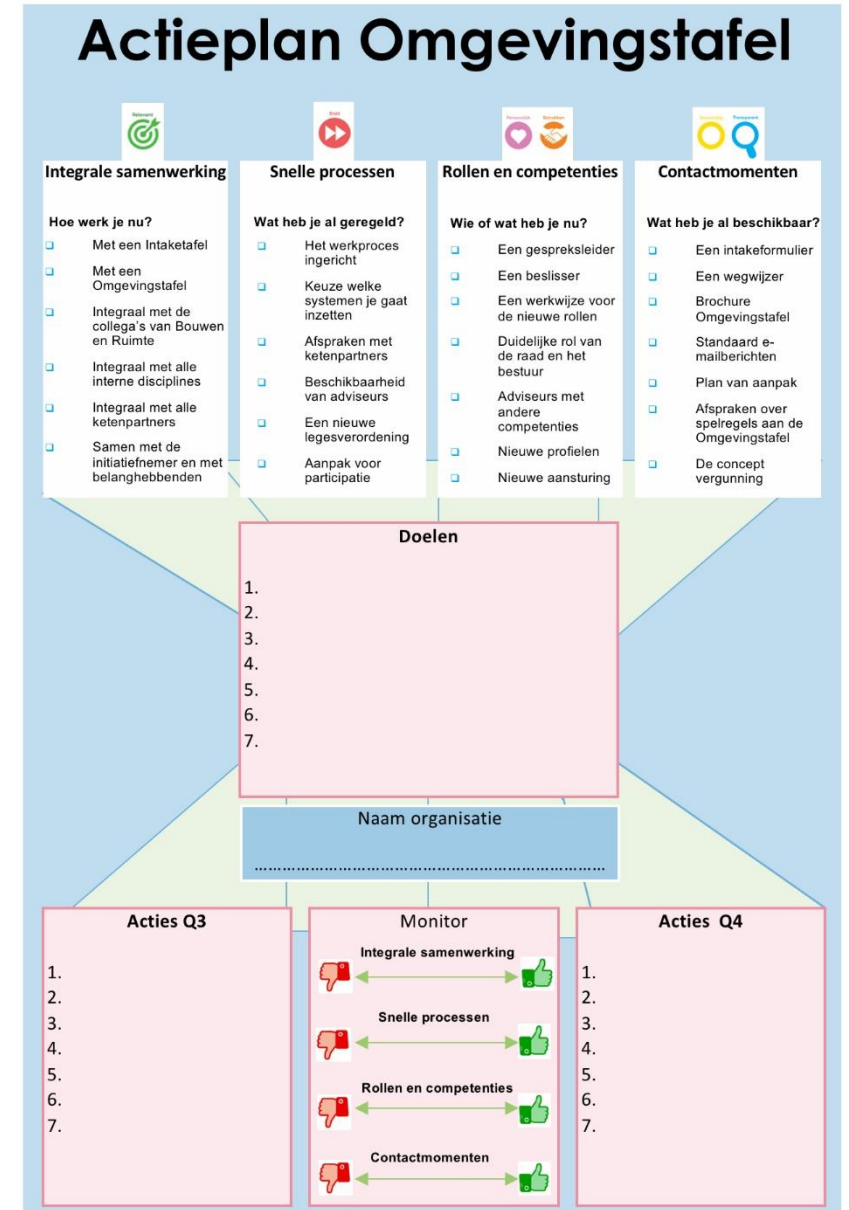 Actieplan Omgevingstafel
Relevant
Snel
Persoonlijk
Betrokken
Transparant
Integrale samenwerking
Hoe werk je nu?
Met een Intaketafel
Met een
Omgevingstafel
Integraal met de
collega's van Bouwen
en Ruimte
Integraal met alle
interne disciplines
Integraal met alle
ketenpartners
Samen met de
initiatiefnemer en met
belanghebbenden
Snelle processen
Wat heb je al geregeld?
Het werkproces
ingericht
Keuze welke
systemen je gaat
inzetten
Afspraken met
ketenpartners
Beschikbaarheid
van adviseurs
Een nieuwe
legesverordening
Aanpak voor
participatie
Rollen en competenties
Wie of wat heb je nu?
Een gespreksleider
Een beslisser
Een werkwijze voor
de nieuwe rollen
Duidelijke rol van
de raad en het
bestuur
Adviseurs met
andere
competenties
Nieuwe profielen
Nieuwe aansturing
Contactmomenten
Wat heb je al beschikbaar?
Een intakeformulier
Een wegwijzer
Brochure
Omgevingstafel
Standaard e-
mailberichten
Plan van aanpak
Afspraken over
spelregels aan de
Omgevingstafel
De concept
vergunning
Doelen
1.
2.
3.
4.
5.
6.
7.
Naam organisatie
...........................................................................
Acties Q3
1.
2.
3.
4.
5.
6.
7.
Monitor
Integrale samenwerking
Snelle processen
Rollen en competenties
Contactmomenten
Acties Q4
1.
2.
3.
4.
5.
6.
7.